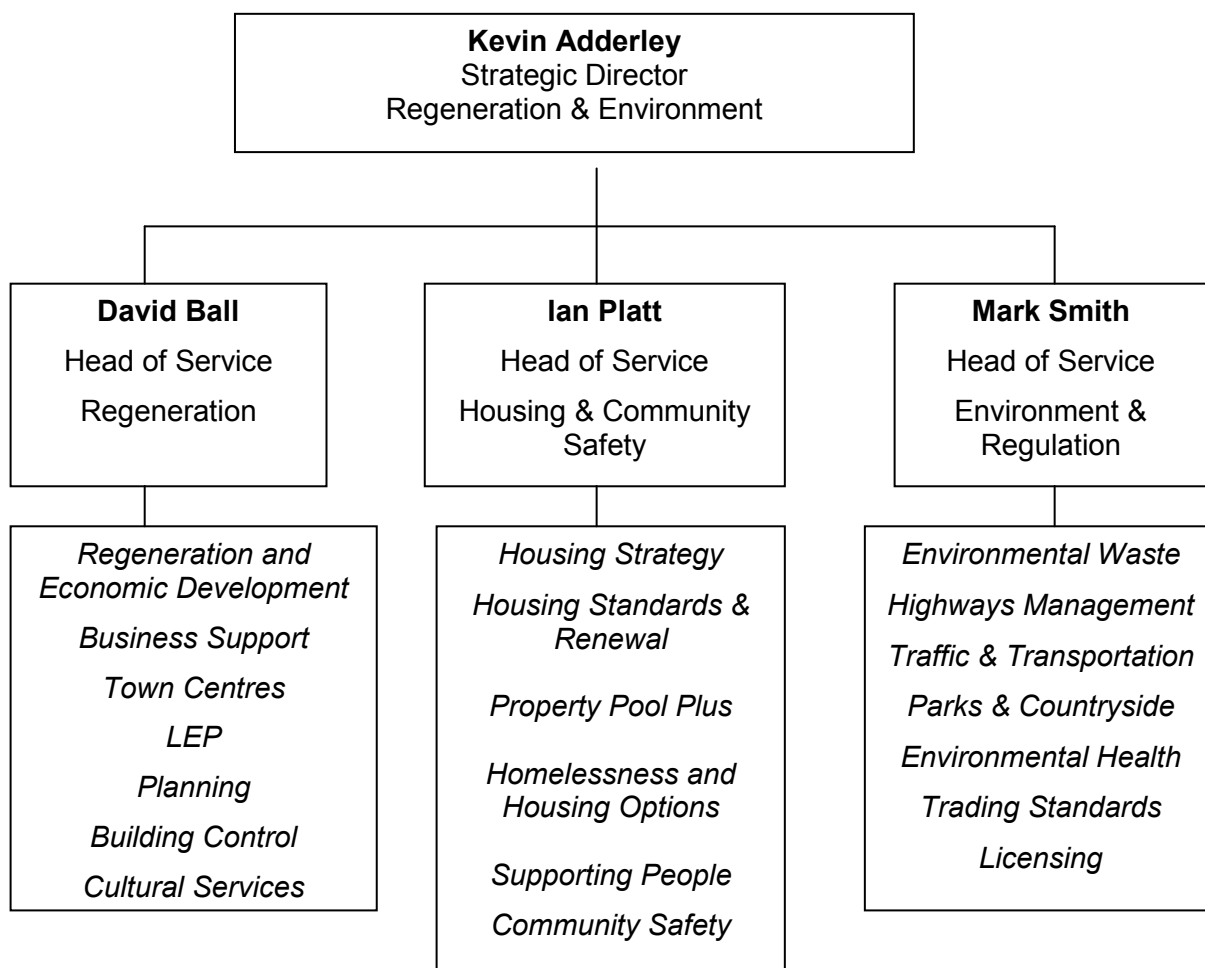 Kevin Adderley
Strategic Director
Regeneration & Environment
David Ball
Head of Service
Regeneration
Ian Platt
Head of Service
Housing & Community
Safety
Mark Smith
Head of Service
Environment &
Regulation
Regeneration and
Economic Development
Business Support
Town Centres
LEP
Planning
Building Control
Cultural Services
Housing Strategy
Housing Standards &
Renewal
Property Pool Plus
Homelessness and
Housing Options
Supporting People
Community Safety
Environmental Waste
Highways Management
Traffic & Transportation
Parks & Countryside
Environmental Health
Trading Standards
Licensing